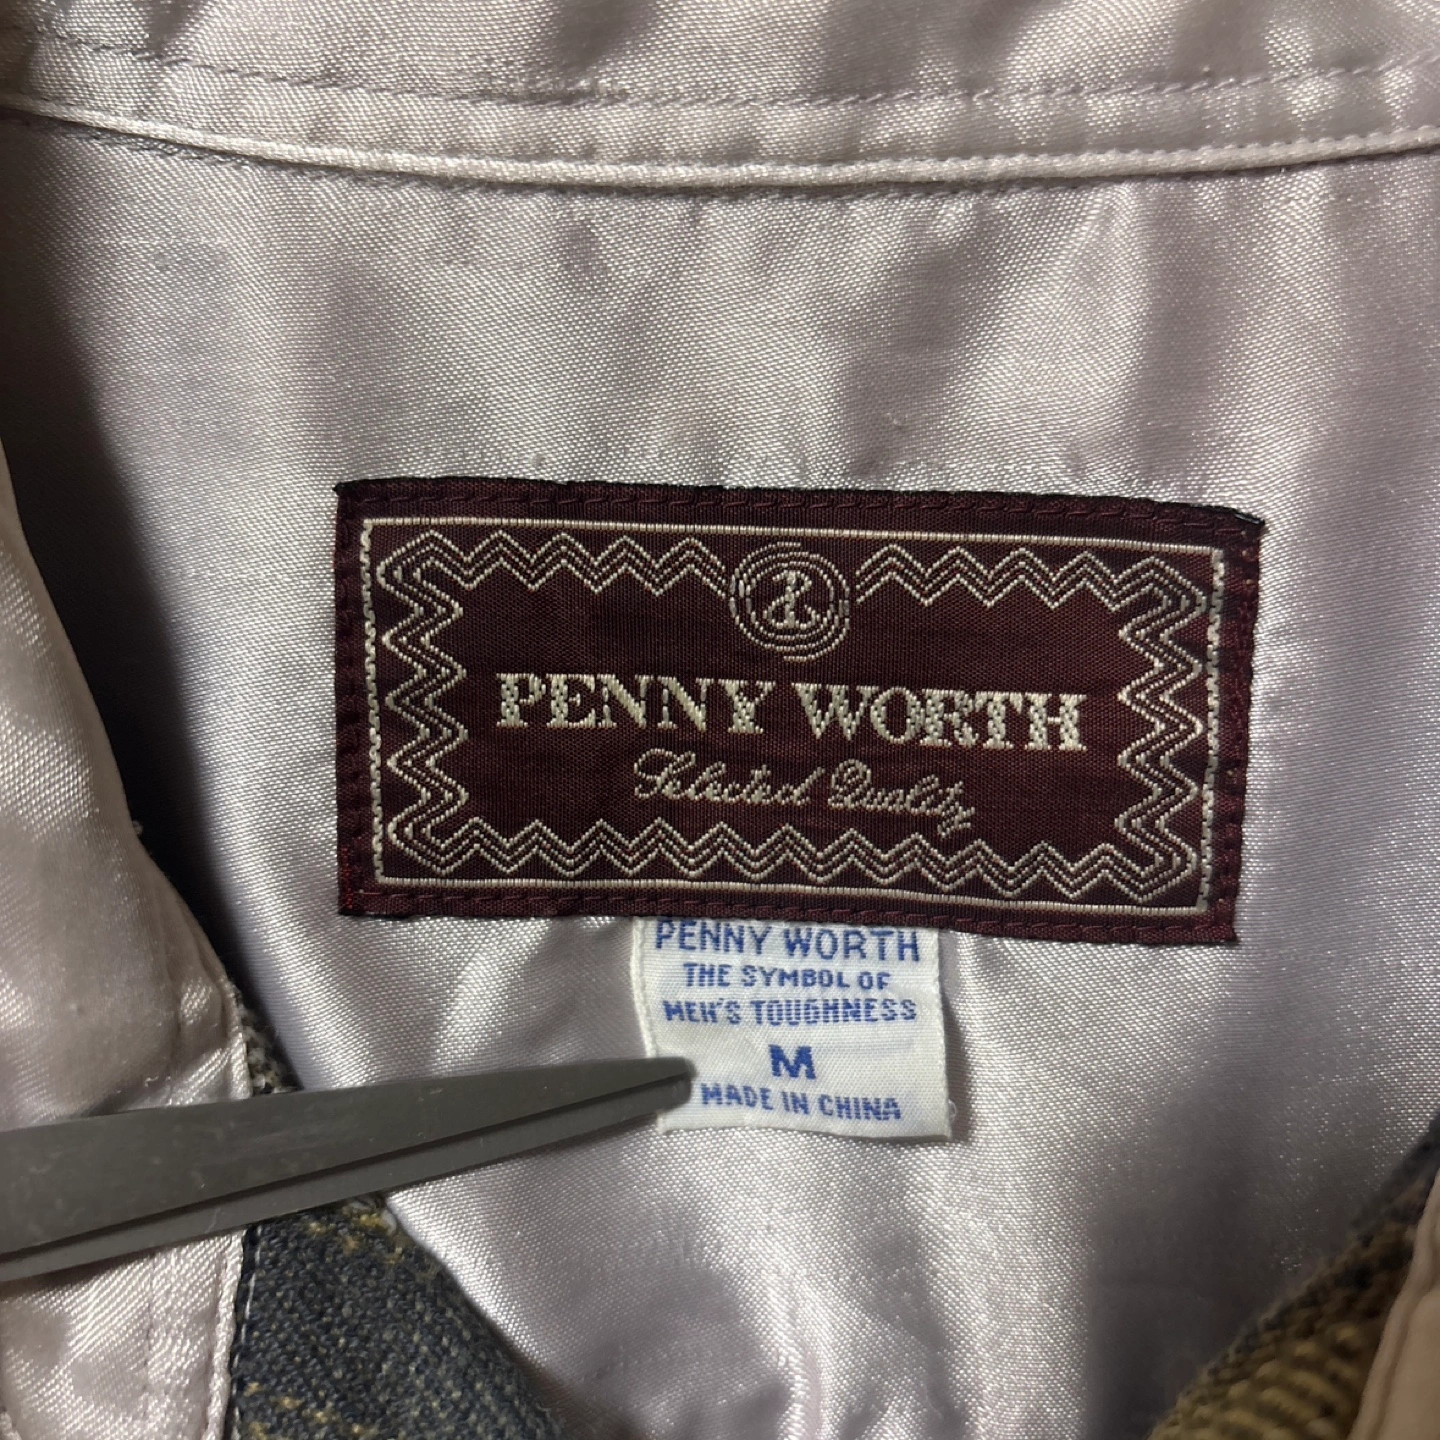 PENNY WORTH
Selected Quality
PENNY WORTH
THE SYMBOL OF
MEN'S TOUGHNESS
M
MADE IN CHINA